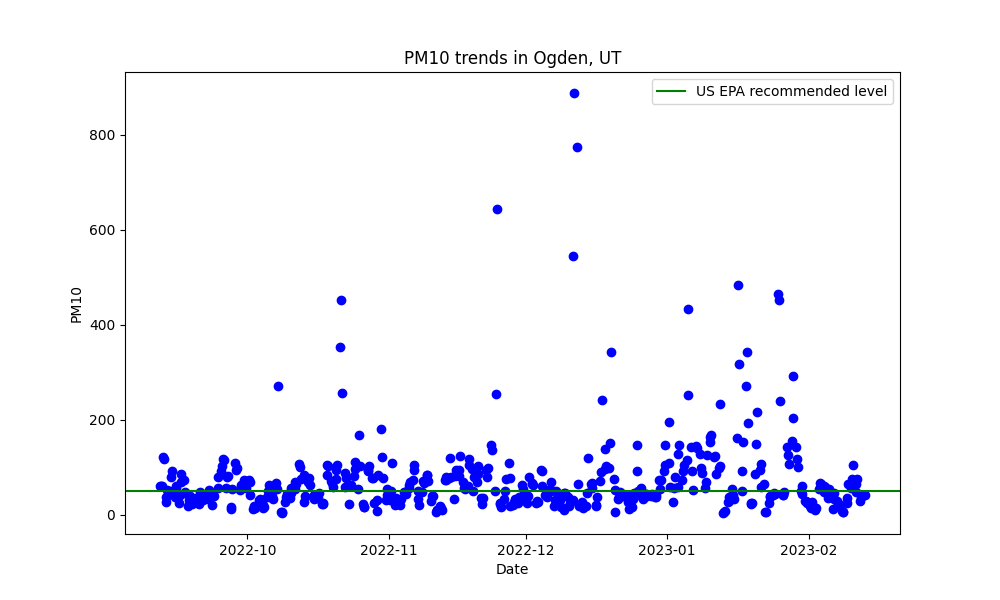 PM10 trends in Ogden, UT
US EPA recommended level
800
600
400
200
0
PM10
2022-10
2022-11
2022-12
2023-01
2023-02
Date